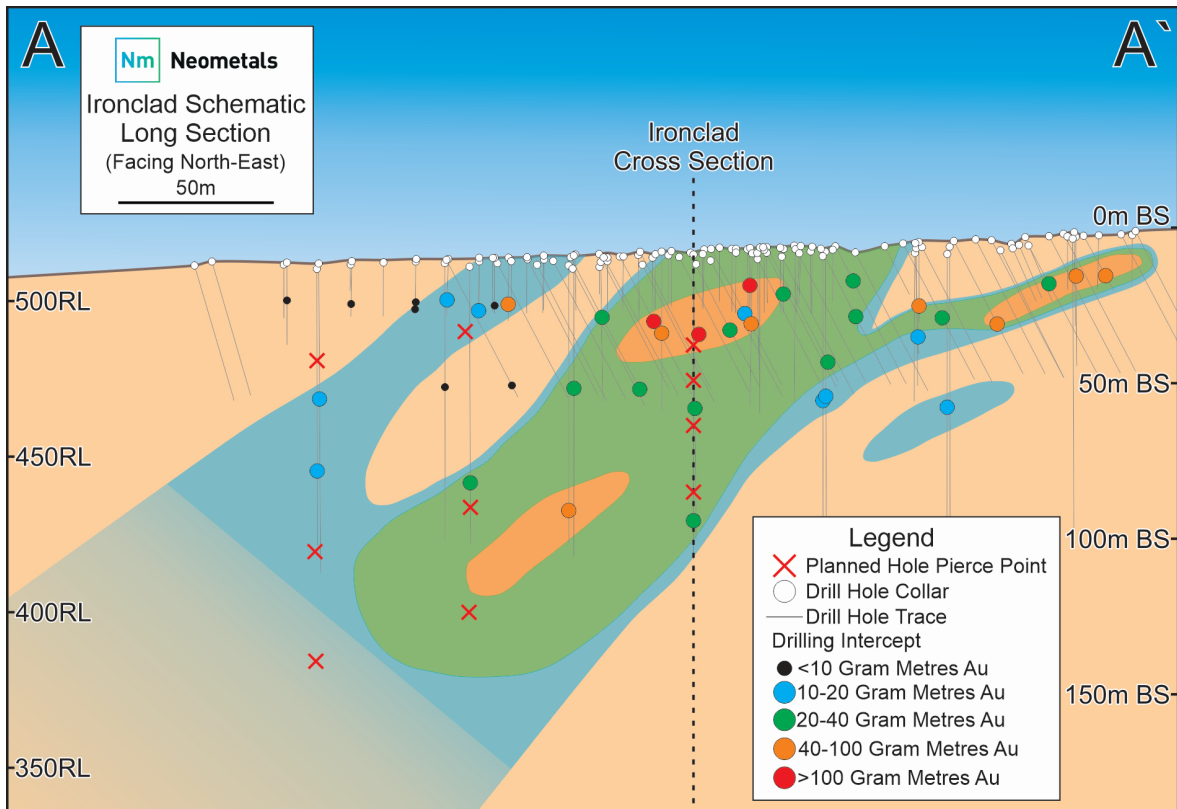 A
A`
Nm Neometals
Ironclad Schematic
Long Section
(Facing North-East)
50m
Ironclad
Cross Section
0m BS
500RL
50m BS
450RL
100m BS
400RL
150m BS
350RL
Legend
Planned Hole Pierce Point
Drill Hole Collar
Drill Hole Trace
Drilling Intercept
<10 Gram Metres Au
10-20 Gram Metres Au
20-40 Gram Metres Au
40-100 Gram Metres Au
>100 Gram Metres Au